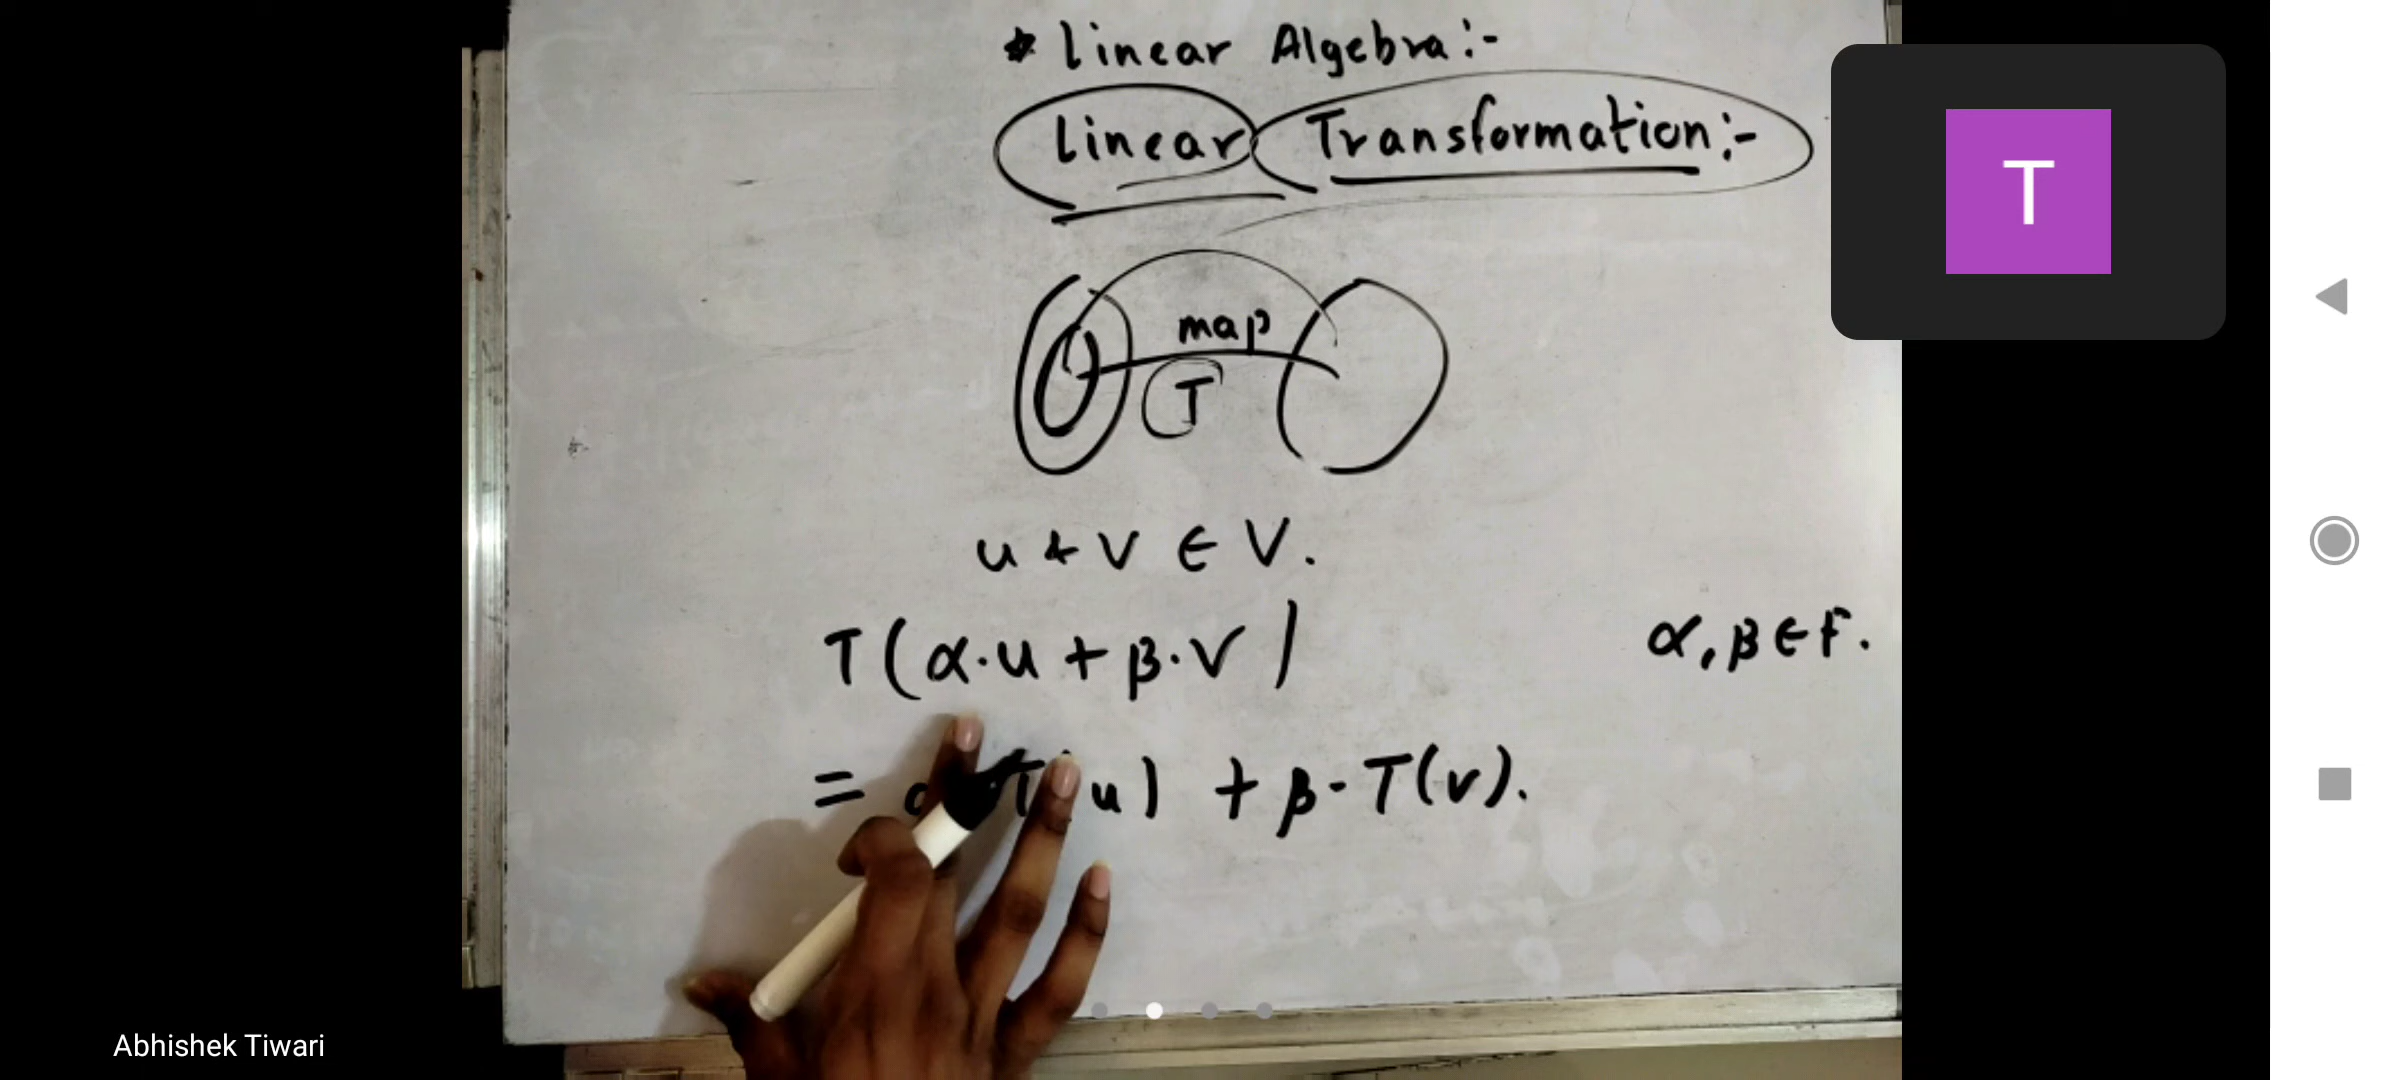 * Linear Algebra:-
Linear Transformation:-
T
map
T
u & v ∈ V.
T(α·u + β·v)
α, β ∈ F.
= T(u) + β·T(v).
Abhishek Tiwari